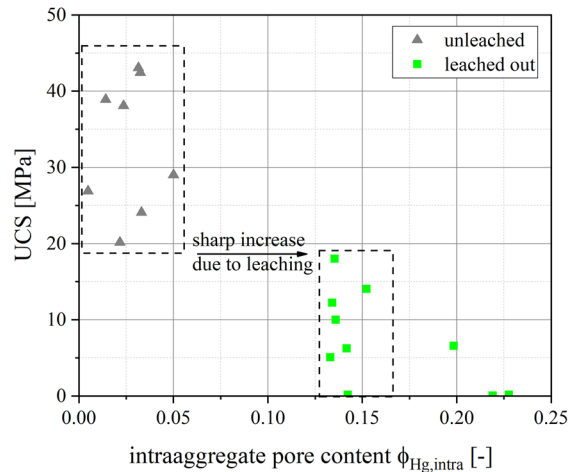 50
40
30
20
10
0
UCS [MPa]
unleached
leached out
sharp increase
due to leaching
0.00 0.05 0.10 0.15 0.20 0.25
intraaggregate pore content ϕHg,intra [-]